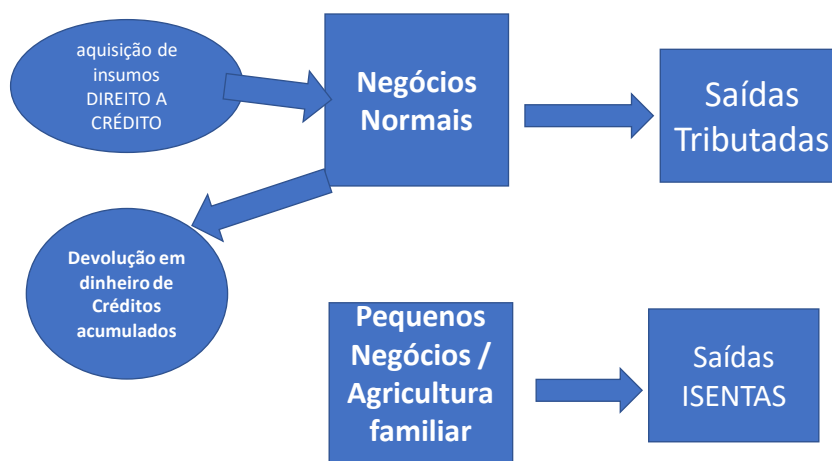 aquisição de
insumos
DIREITO A
CRÉDITO
Negócios
Normais
Saídas
Tributadas
Devolução em
dinheiro de
Créditos
acumulados
Pequenos
Negócios /
Agricultura
familiar
Saídas
ISENTAS